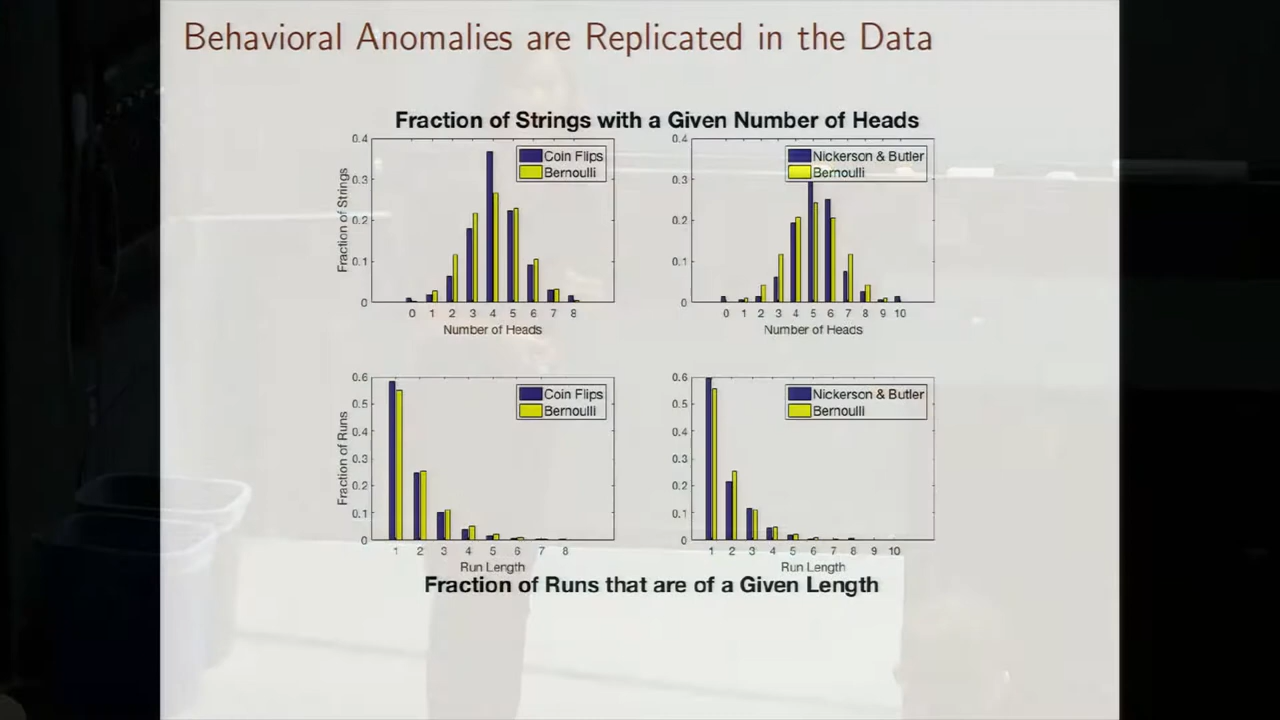 Behavioral Anomalies are Replicated in the Data
Fraction of Strings with a Given Number of Heads
0.4
0.3
0.2
0.1
0
Fraction of Strings
Coin Flips
Bernoulli
0 1 2 3 4 5 6 7 8
Number of Heads
0.4
0.3
0.2
0.1
0
Nickerson & Butler
Bernoulli
0 1 2 3 4 5 6 7 8 9 10
Number of Heads
0.6
0.5
0.4
0.3
0.2
0.1
0
Fraction of Runs
Coin Flips
Bernoulli
1 2 3 4 5 6 7 8
Run Length
0.6
0.5
0.4
0.3
0.2
0.1
0
Nickerson & Butler
Bernoulli
1 2 3 4 5 6 7 8 9 10
Run Length
Fraction of Runs that are of a Given Length